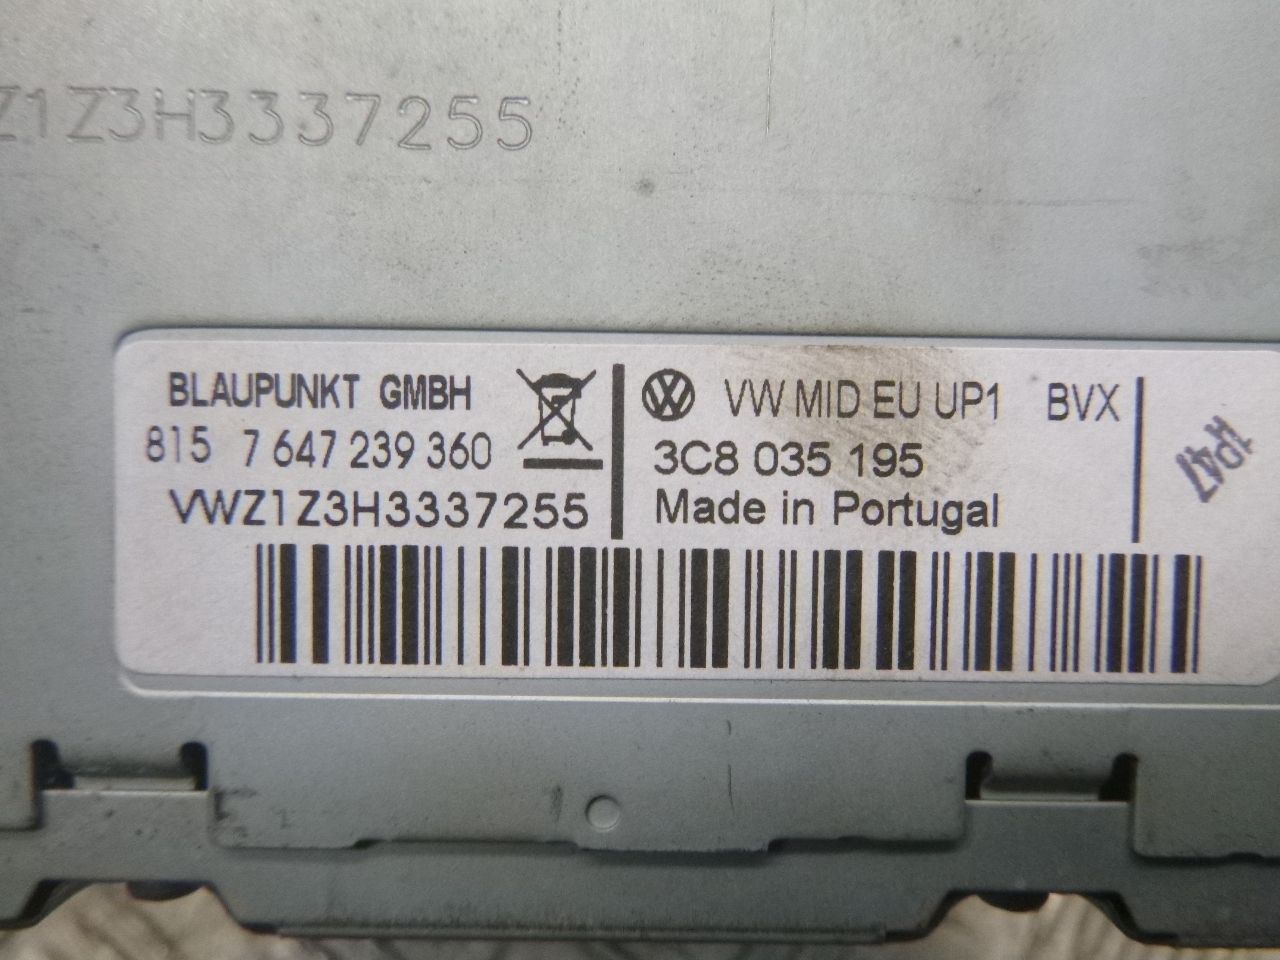 Z1Z3H3337255
BLAUPUNKT GMBH
815 7 647 239 360
VWZ1Z3H3337255
VW MID EU UP1 BVX
3C8 035 195
Made in Portugal